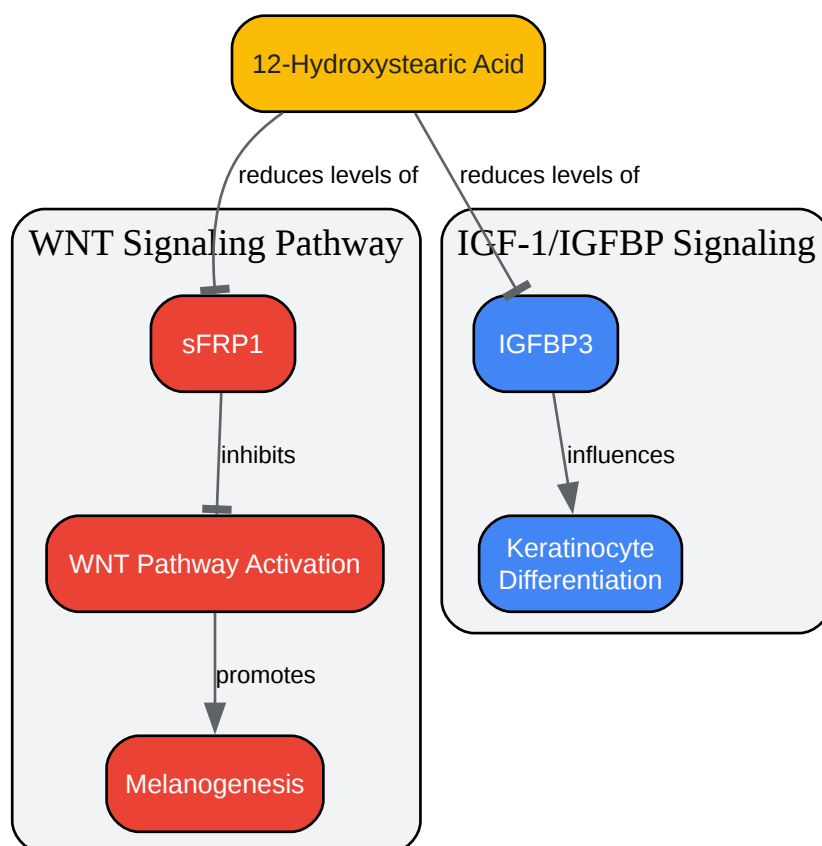 12-Hydroxystearic Acid
reduces levels of
reduces levels of
WNT Signaling Pathway
IGF-1/IGFBP Signaling
sFRP1
IGFBP3
inhibits
influences
WNT Pathway Activation
Keratinocyte
Differentiation
promotes
Melanogenesis